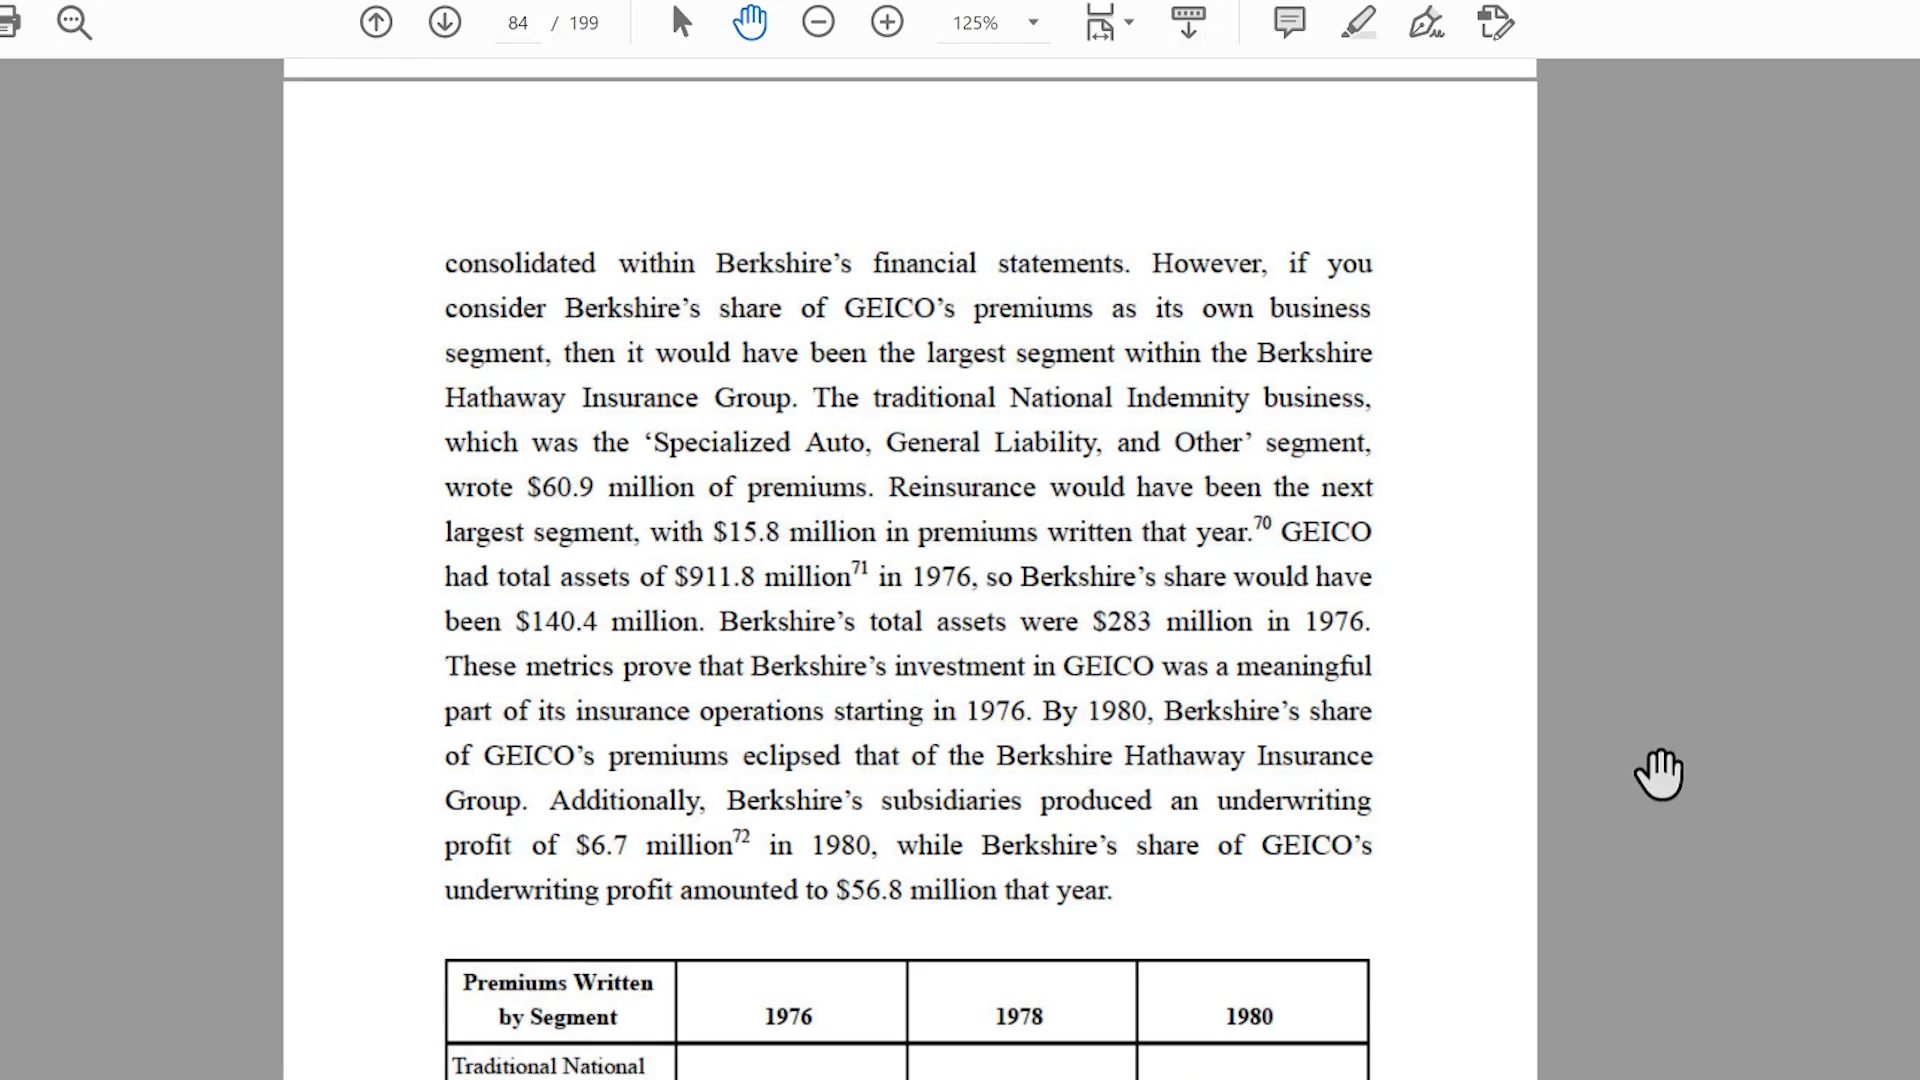 84 / 199 125%
consolidated within Berkshire’s financial statements. However, if you
consider Berkshire’s share of GEICO’s premiums as its own business
segment, then it would have been the largest segment within the Berkshire
Hathaway Insurance Group. The traditional National Indemnity business,
which was the ‘Specialized Auto, General Liability, and Other’ segment,
wrote $60.9 million of premiums. Reinsurance would have been the next
largest segment, with $15.8 million in premiums written that year.70 GEICO
had total assets of $911.8 million71 in 1976, so Berkshire’s share would have
been $140.4 million. Berkshire’s total assets were $283 million in 1976.
These metrics prove that Berkshire’s investment in GEICO was a meaningful
part of its insurance operations starting in 1976. By 1980, Berkshire’s share
of GEICO’s premiums eclipsed that of the Berkshire Hathaway Insurance
Group. Additionally, Berkshire’s subsidiaries produced an underwriting
profit of $6.7 million72 in 1980, while Berkshire’s share of GEICO’s
underwriting profit amounted to $56.8 million that year.
Premiums Written
by Segment 1976 1978 1980
Traditional National